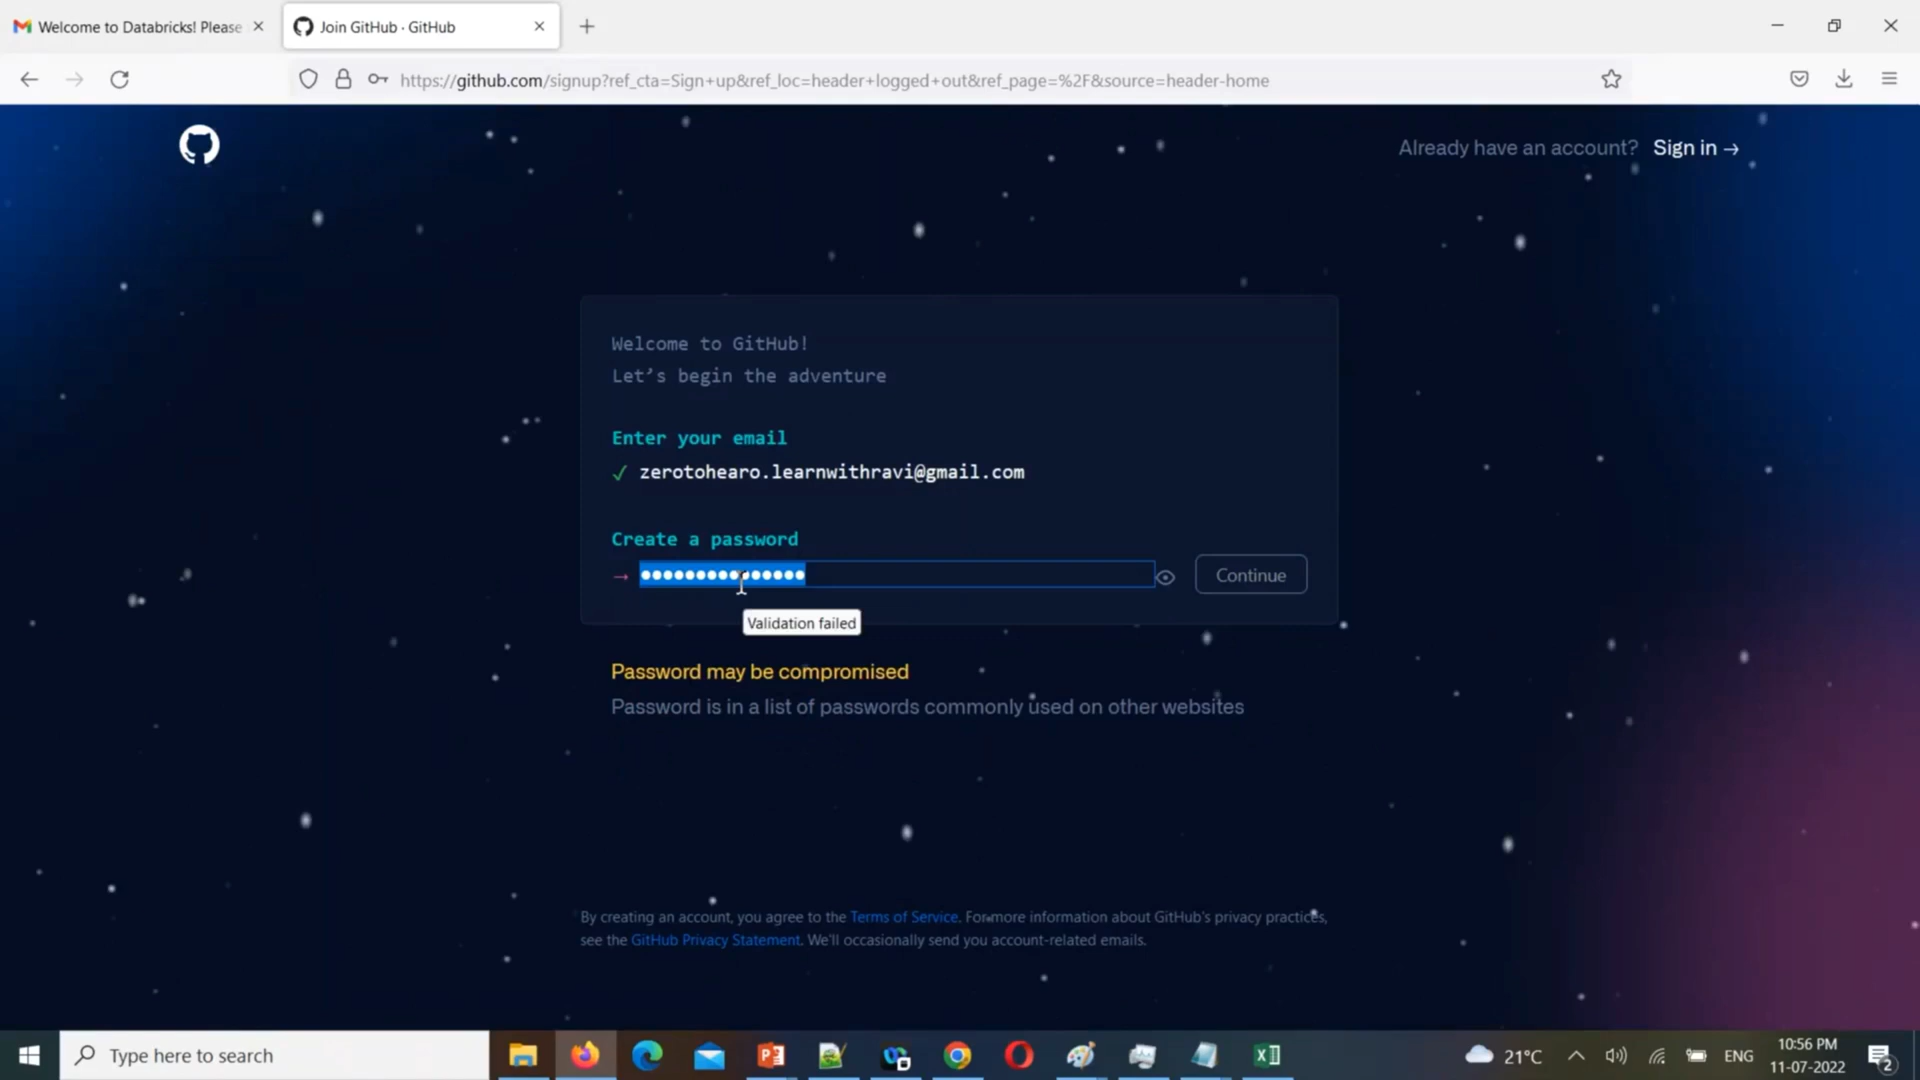 Welcome to Databricks! Please
Join GitHub · GitHub
https://github.com/signup?ref_cta=Sign+up&ref_loc=header+logged+out&ref_page=%2F&source=header-home
Already have an account? Sign in →
Welcome to GitHub!
Let's begin the adventure
Enter your email
✓ zerotohearo.learnwithravi@gmail.com
Create a password
→ ••••••••••••••• Continue
Validation failed
Password may be compromised
Password is in a list of passwords commonly used on other websites
By creating an account, you agree to the Terms of Service. For more information about GitHub's privacy practices,
see the GitHub Privacy Statement. We'll occasionally send you account-related emails.
Type here to search
21°C
ENG
10:56 PM
11-07-2022
2